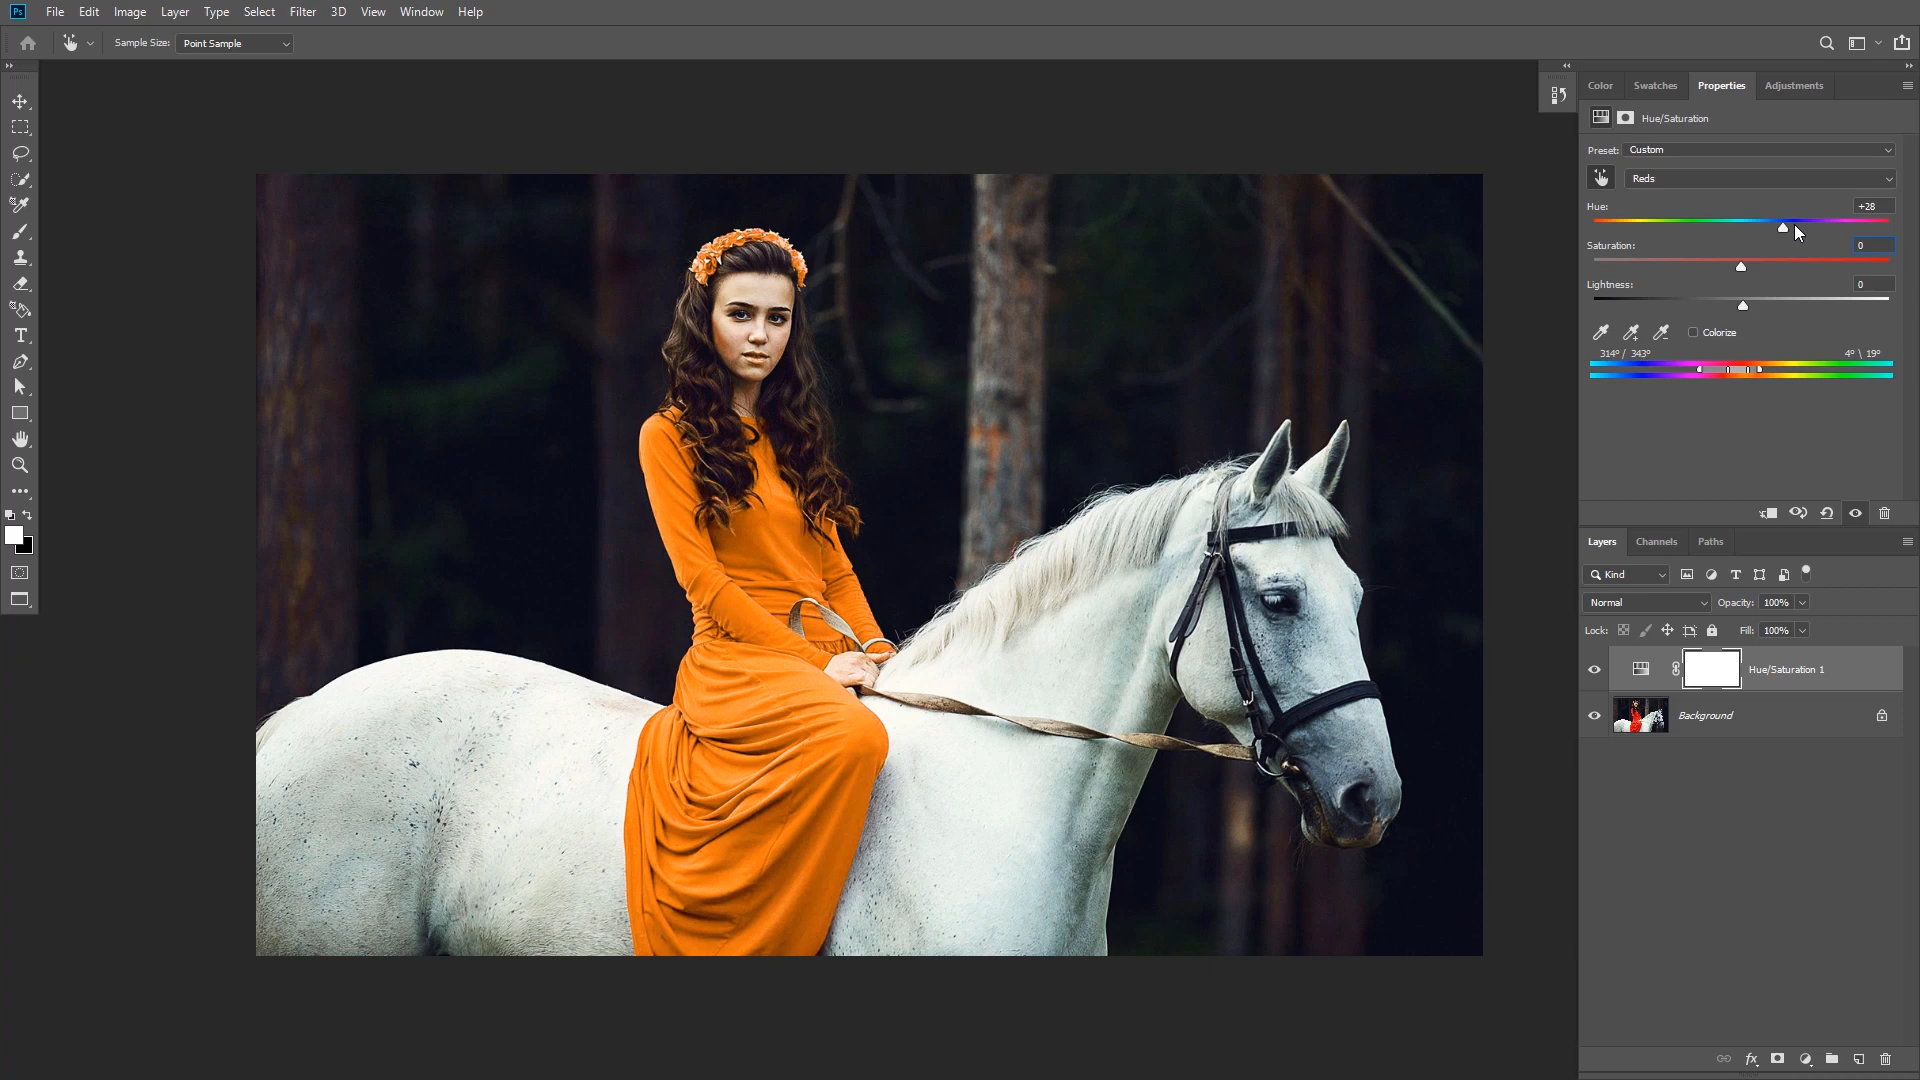 Ps File Edit Image Layer Type Select Filter 3D View Window Help
Sample Size: Point Sample
Color Swatches Properties Adjustments
Hue/Saturation
Preset: Custom
Reds
Hue: +28
Saturation: 0
Lightness: 0
Colorize
314° / 343° 4° \ 19°
Layers Channels Paths
Kind
Normal Opacity: 100%
Lock: Fill: 100%
Hue/Saturation 1
Background
fx